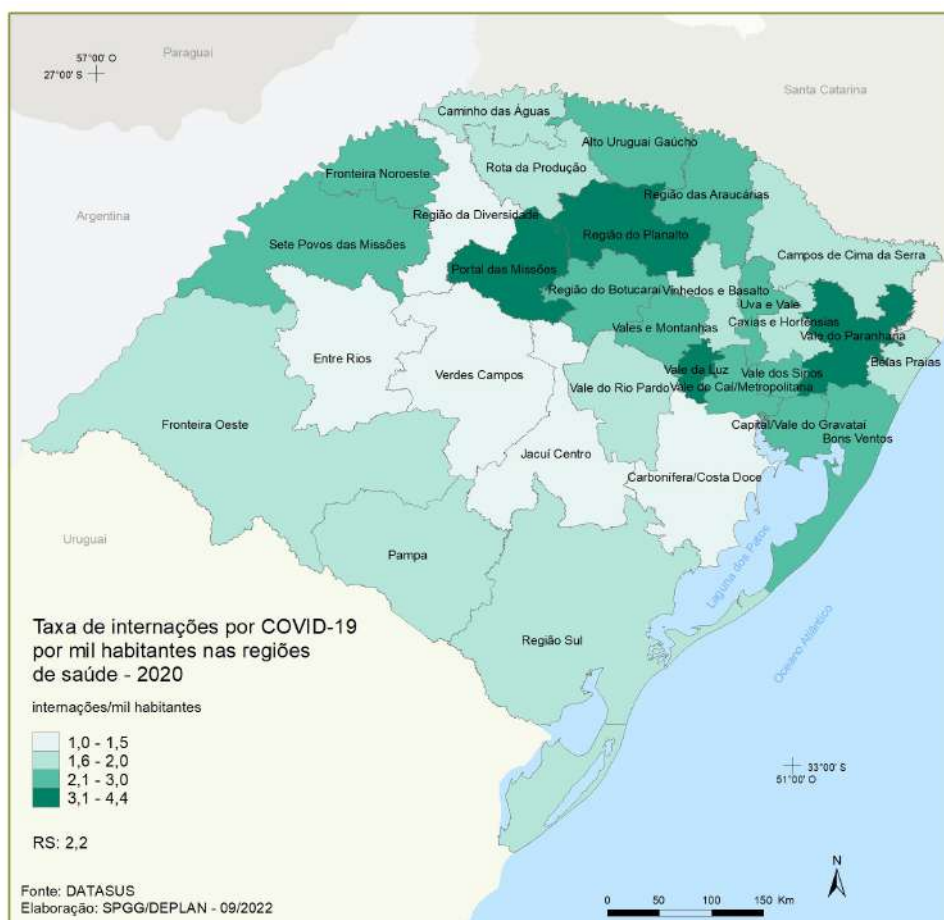 57°00' O
Paraguai
27°00' S
Santa Catarina
Caminho das Águas
Alto Uruguai Gaúcho
Rota da Produção
Fronteira Noroeste
Região das Araucárias
Argentina
Região da Diversidade
Região do Planalto
Sete Povos das Missões
Campos de Cima da Serra
Portal das Missões
Região do Botucaraí
Vinhedos e Basalto
Uva e Vale
Caxias e Hortênsias
Vales e Montanhas
Vale do Paranhana
Entre Rios
Belas Praias
Verdes Campos
Vale da Luz
Vale dos Sinos
Vale do Rio Pardo
Vale do Caí/Metropolitana
Fronteira Oeste
Capital/Vale do Gravataí
Bons Ventos
Jacuí Centro
Carbonífera/Costa Doce
Uruguai
Pampa
Laguna dos Patos
Oceano Atlântico
Região Sul
Taxa de internações por COVID-19
por mil habitantes nas regiões
de saúde - 2020
internações/mil habitantes
1,0 - 1,5
1,6 - 2,0
2,1 - 3,0
3,1 - 4,4
33°00' S
51°00' O
RS: 2,2
N
Fonte: DATASUS
Elaboração: SPGG/DEPLAN - 09/2022
0 50 100 150 Km